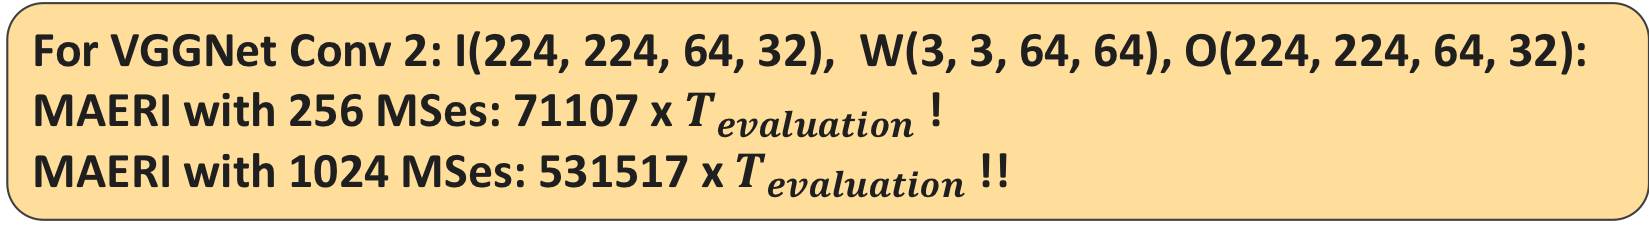 For VGGNet Conv 2: I(224, 224, 64, 32), W(3, 3, 64, 64), O(224, 224, 64, 32):
MAERI with 256 MSes: 71107 x T_evaluation !
MAERI with 1024 MSes: 531517 x T_evaluation !!